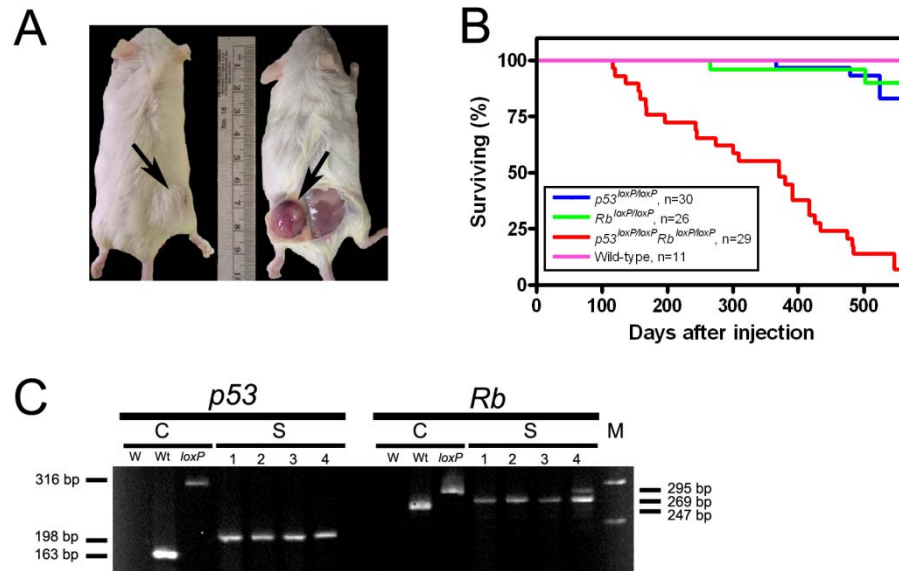 A
B
100
75
50
25
0
Surviving (%)
p53loxP/loxP, n=30
RbloxP/loxP, n=26
p53loxP/loxPRbloxP/loxP, n=29
Wild-type, n=11
0 100 200 300 400 500
Days after injection
C
p53 Rb
C S C S M
W Wt loxP 1 2 3 4 W Wt loxP 1 2 3 4
316 bp
198 bp
163 bp
295 bp
269 bp
247 bp